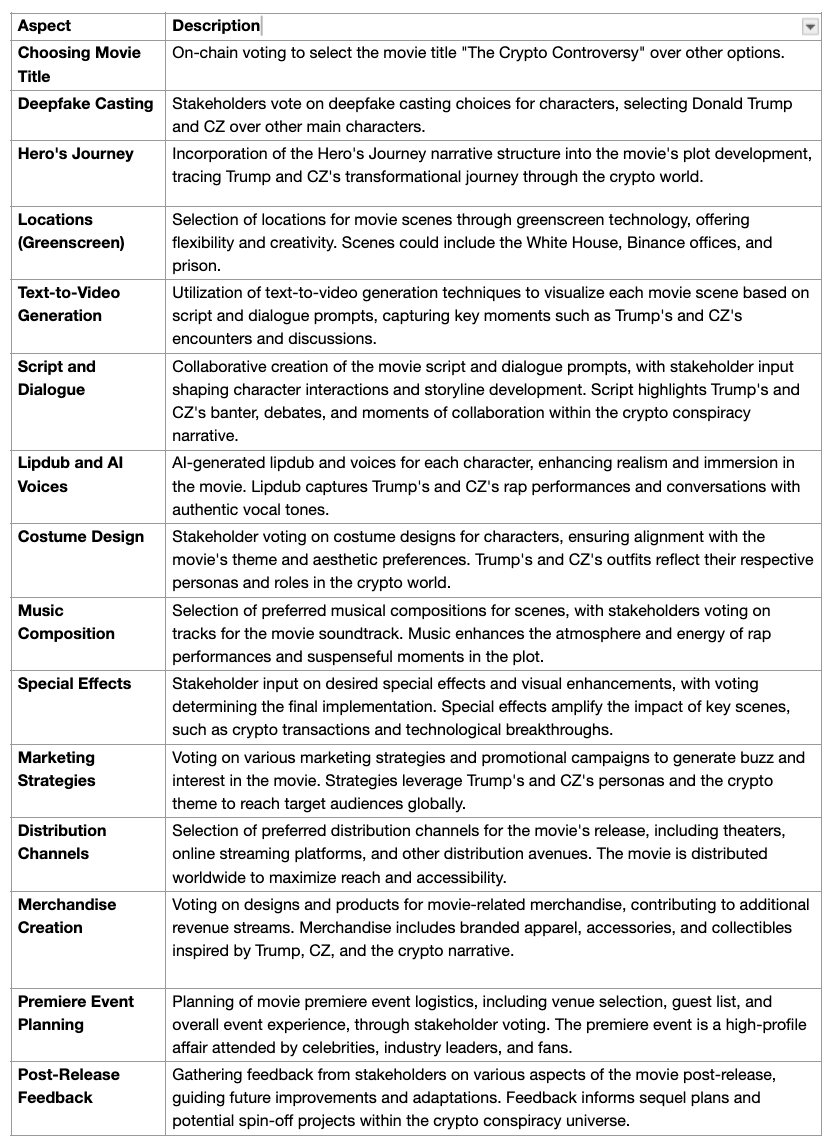 Aspect Description
Choosing Movie On-chain voting to select the movie title "The Crypto Controversy" over other options.
Title
Deepfake Casting Stakeholders vote on deepfake casting choices for characters, selecting Donald Trump
and CZ over other main characters.
Hero's Journey Incorporation of the Hero's Journey narrative structure into the movie's plot development,
tracing Trump and CZ's transformational journey through the crypto world.
Locations Selection of locations for movie scenes through greenscreen technology, offering
(Greenscreen) flexibility and creativity. Scenes could include the White House, Binance offices, and
prison.
Text-to-Video Utilization of text-to-video generation techniques to visualize each movie scene based on
Generation script and dialogue prompts, capturing key moments such as Trump's and CZ's
encounters and discussions.
Script and Collaborative creation of the movie script and dialogue prompts, with stakeholder input
Dialogue shaping character interactions and storyline development. Script highlights Trump's and
CZ's banter, debates, and moments of collaboration within the crypto conspiracy
narrative.
Lipdub and AI AI-generated lipdub and voices for each character, enhancing realism and immersion in
Voices the movie. Lipdub captures Trump's and CZ's rap performances and conversations with
authentic vocal tones.
Costume Design Stakeholder voting on costume designs for characters, ensuring alignment with the
movie's theme and aesthetic preferences. Trump's and CZ's outfits reflect their respective
personas and roles in the crypto world.
Music Selection of preferred musical compositions for scenes, with stakeholders voting on
Composition tracks for the movie soundtrack. Music enhances the atmosphere and energy of rap
performances and suspenseful moments in the plot.
Special Effects Stakeholder input on desired special effects and visual enhancements, with voting
determining the final implementation. Special effects amplify the impact of key scenes,
such as crypto transactions and technological breakthroughs.
Marketing Voting on various marketing strategies and promotional campaigns to generate buzz and
Strategies interest in the movie. Strategies leverage Trump's and CZ's personas and the crypto
theme to reach target audiences globally.
Distribution Selection of preferred distribution channels for the movie's release, including theaters,
Channels online streaming platforms, and other distribution avenues. The movie is distributed
worldwide to maximize reach and accessibility.
Merchandise Voting on designs and products for movie-related merchandise, contributing to additional
Creation revenue streams. Merchandise includes branded apparel, accessories, and collectibles
inspired by Trump, CZ, and the crypto narrative.
Premiere Event Planning of movie premiere event logistics, including venue selection, guest list, and
Planning overall event experience, through stakeholder voting. The premiere event is a high-profile
affair attended by celebrities, industry leaders, and fans.
Post-Release Gathering feedback from stakeholders on various aspects of the movie post-release,
Feedback guiding future improvements and adaptations. Feedback informs sequel plans and
potential spin-off projects within the crypto conspiracy universe.